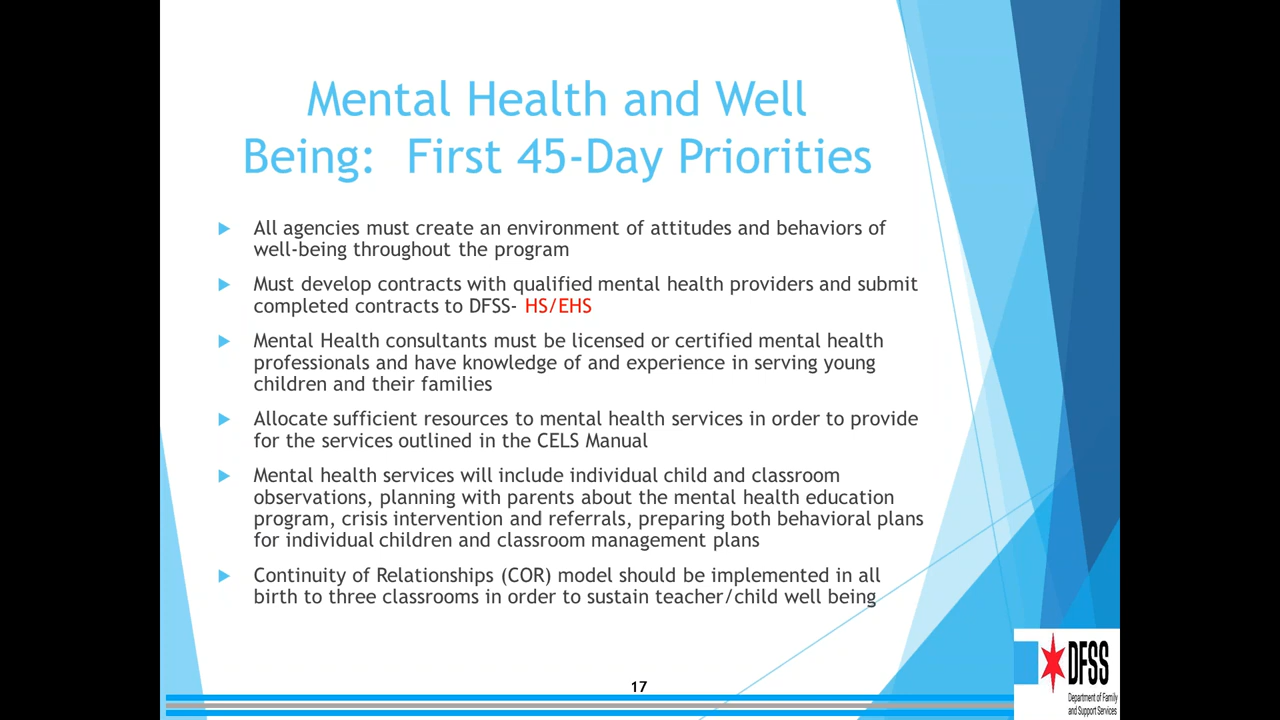 Mental Health and Well
Being:  First 45-Day Priorities
All agencies must create an environment of attitudes and behaviors of
well-being throughout the program
Must develop contracts with qualified mental health providers and submit
completed contracts to DFSS- HS/EHS
Mental Health consultants must be licensed or certified mental health
professionals and have knowledge of and experience in serving young
children and their families
Allocate sufficient resources to mental health services in order to provide
for the services outlined in the CELS Manual
Mental health services will include individual child and classroom
observations, planning with parents about the mental health education
program, crisis intervention and referrals, preparing both behavioral plans
for individual children and classroom management plans
Continuity of Relationships (COR) model should be implemented in all
birth to three classrooms in order to sustain teacher/child well being
17
DFSS
Department of Family
and Support Services